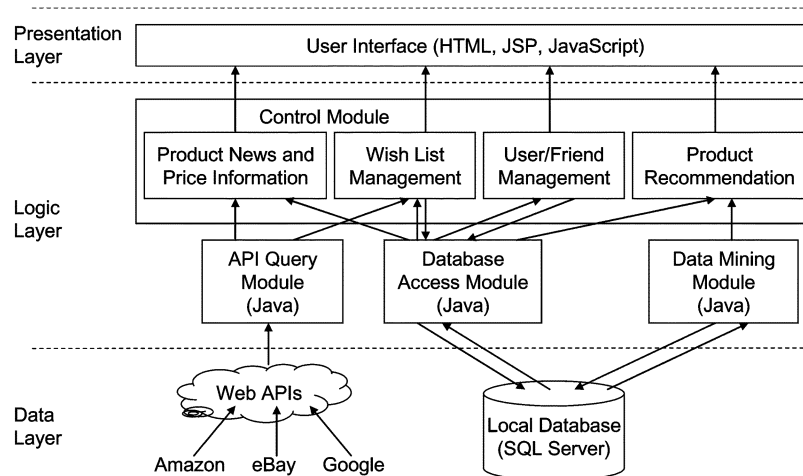 Presentation
Layer
User Interface (HTML, JSP, JavaScript)
Control Module
Product News and
Price Information
Wish List
Management
User/Friend
Management
Product
Recommendation
Logic
Layer
API Query
Module
(Java)
Database
Access Module
(Java)
Data Mining
Module
(Java)
Data
Layer
Web APIs
Amazon
eBay
Google
Local Database
(SQL Server)